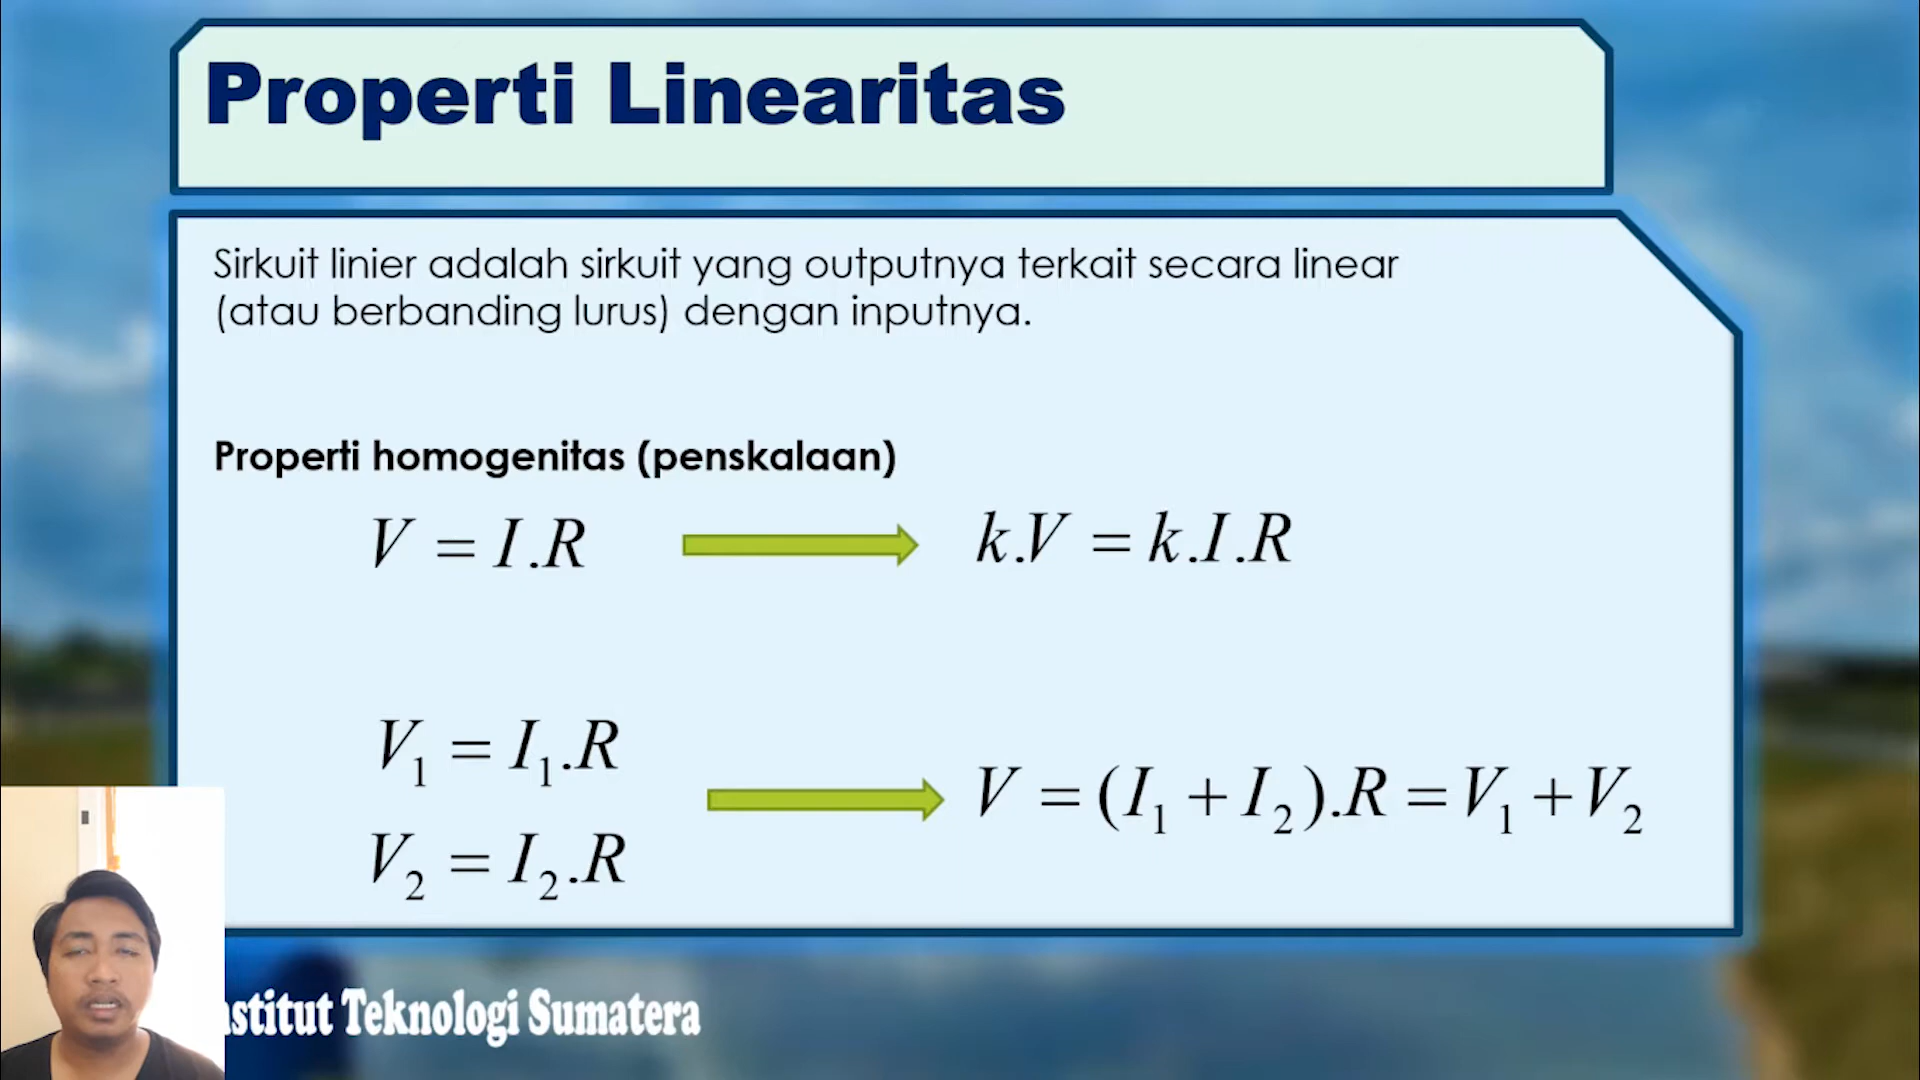 Properti Linearitas
Sirkuit linier adalah sirkuit yang outputnya terkait secara linear
(atau berbanding lurus) dengan inputnya.
Properti homogenitas (penskalaan)
V = I.R
k.V = k.I.R
V₁ = I₁.R
V₂ = I₂.R
V = (I₁ + I₂).R = V₁ + V₂
Teknologi Sumatera